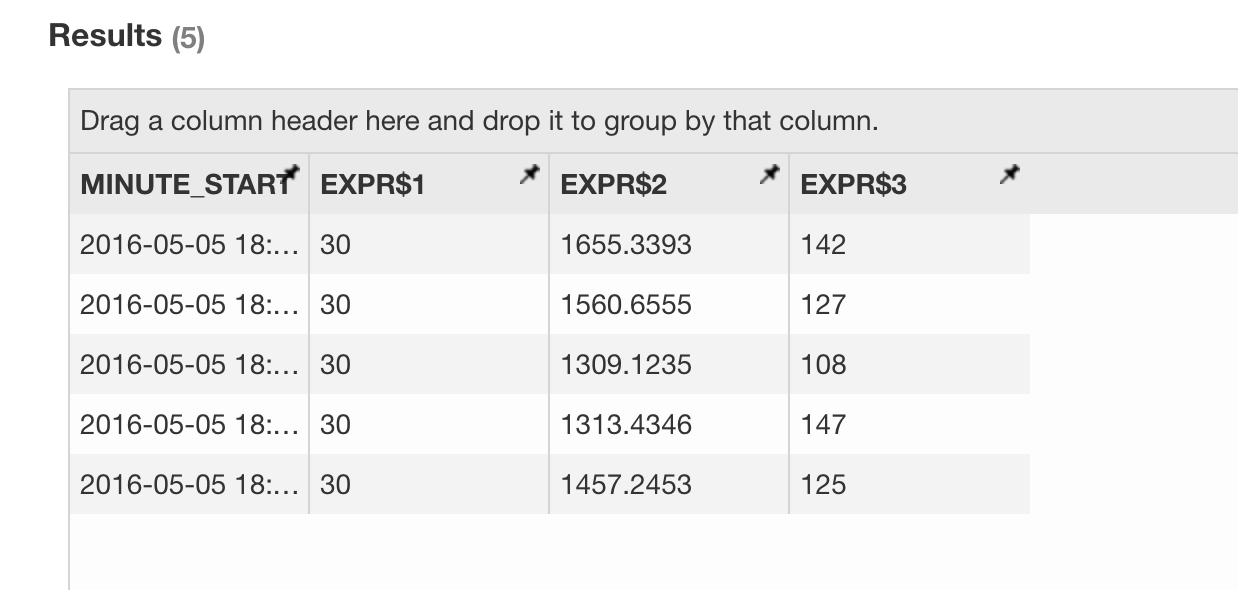 Results (5)
Drag a column header here and drop it to group by that column.
MINUTE_START EXPR$1 EXPR$2 EXPR$3
2016-05-05 18:... 30 1655.3393 142
2016-05-05 18:... 30 1560.6555 127
2016-05-05 18:... 30 1309.1235 108
2016-05-05 18:... 30 1313.4346 147
2016-05-05 18:... 30 1457.2453 125